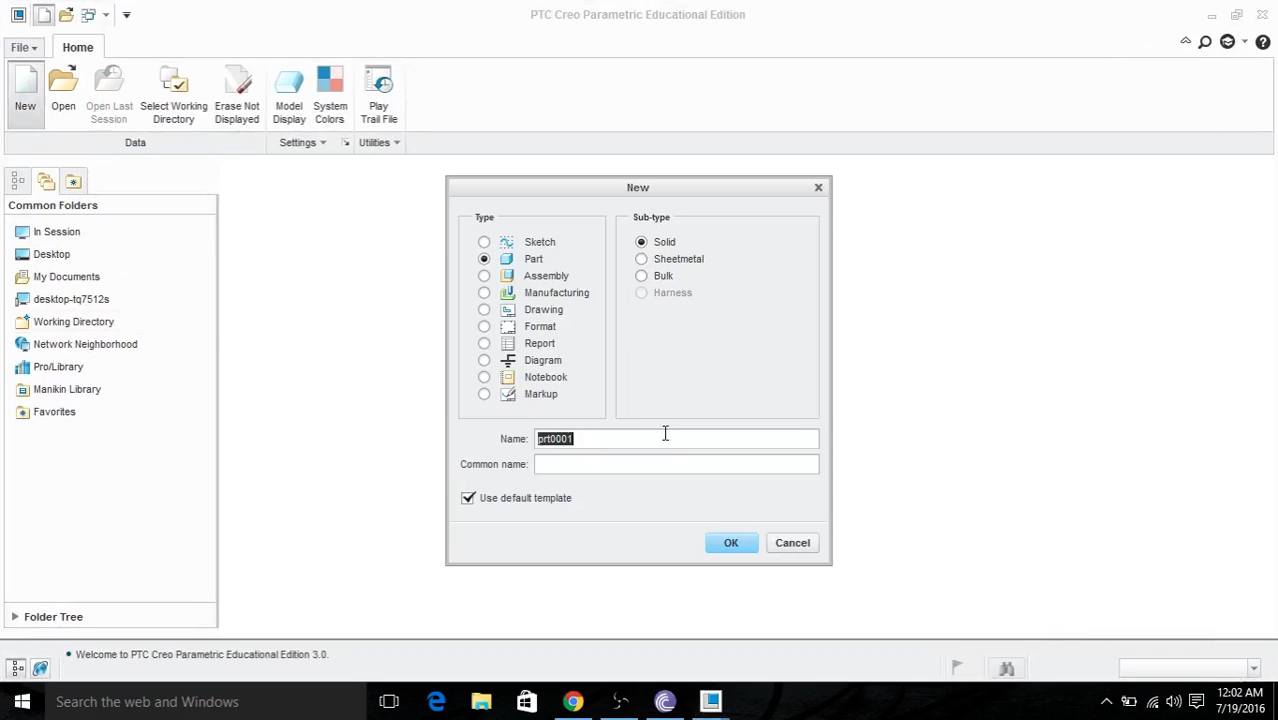 PTC Creo Parametric Educational Edition
File
Home
New
Open
Open Last Session
Select Working Directory
Erase Not Displayed
Model Display
System Colors
Play Trail File
Data
Settings
Utilities
Common Folders
In Session
Desktop
My Documents
desktop-tq7512s
Working Directory
Network Neighborhood
Pro/Library
Manikin Library
Favorites
Folder Tree
New
Type
Sub-type
Sketch
Solid
Part
Sheetmetal
Assembly
Bulk
Manufacturing
Harness
Drawing
Format
Report
Diagram
Notebook
Markup
Name: prt0001
Common name:
Use default template
OK
Cancel
Welcome to PTC Creo Parametric Educational Edition 3.0.
Search the web and Windows
12:02 AM
7/19/2016